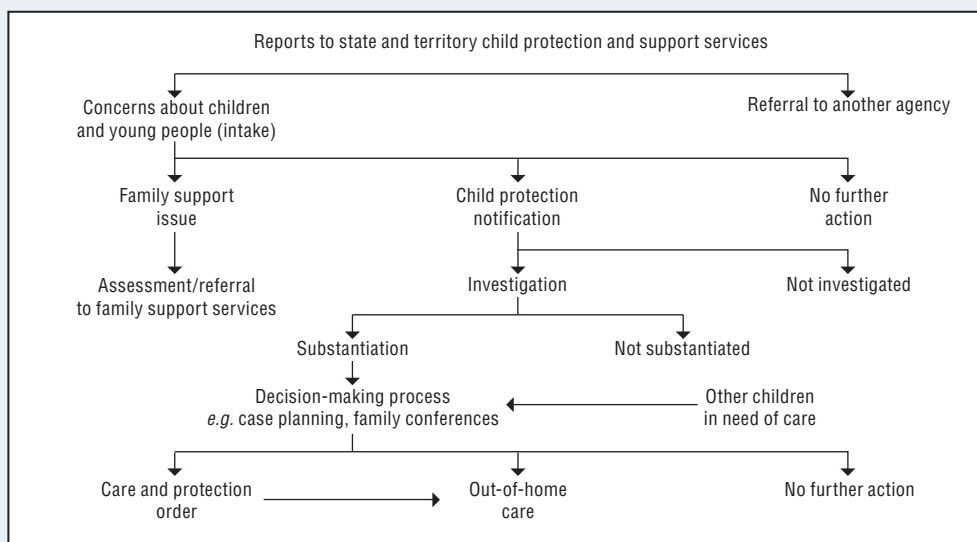 Reports to state and territory child protection and support services
Concerns about children
and young people (intake)
Referral to another agency
Family support
issue
Child protection
notification
No further
action
Assessment/referral
to family support services
Investigation
Not investigated
Substantiation
Not substantiated
Decision-making process
e.g. case planning, family conferences
Other children
in need of care
Care and protection
order
Out-of-home
care
No further action